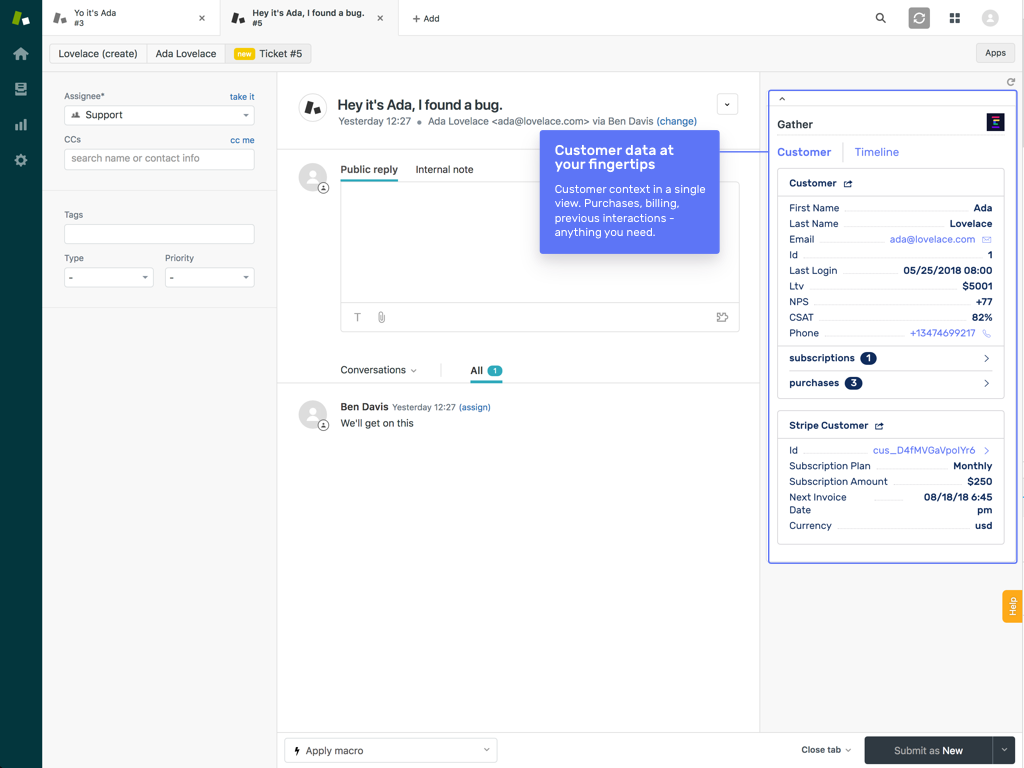 Yo it's Ada
#3
Hey it's Ada, I found a bug.
#5
+ Add
Lovelace (create)
Ada Lovelace
new Ticket #5
Apps
Assignee*
take it
Support
CCs
cc me
search name or contact info
Tags
Type
Priority
-
-
Hey it's Ada, I found a bug.
Yesterday 12:27 • Ada Lovelace <ada@lovelace.com> via Ben Davis (change)
Public reply
Internal note
Customer data at
your fingertips
Customer context in a single
view. Purchases, billing,
previous interactions -
anything you need.
T
Conversations
All 1
Ben Davis Yesterday 12:27 (assign)
We'll get on this
Gather
Customer
Timeline
Customer
First Name Ada
Last Name Lovelace
Email ada@lovelace.com
Id 1
Last Login 05/25/2018 08:00
Ltv $5001
NPS +77
CSAT 82%
Phone +13474699217
subscriptions 1
purchases 3
Stripe Customer
Id cus_D4fMVGaVpolYr6
Subscription Plan Monthly
Subscription Amount $250
Next Invoice 08/18/18 6:45
Date pm
Currency usd
Help
Apply macro
Close tab
Submit as New